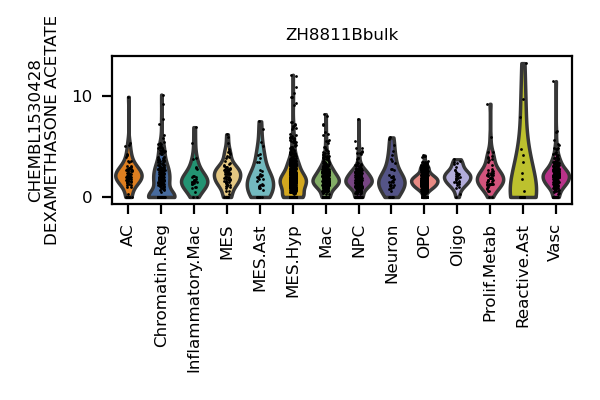 ZH8811Bbulk
CHEMBL1530428
DEXAMETHASONE ACETATE
10
0
AC
Chromatin.Reg
Inflammatory.Mac
MES
MES.Ast
MES.Hyp
Mac
NPC
Neuron
OPC
Oligo
Prolif.Metab
Reactive.Ast
Vasc